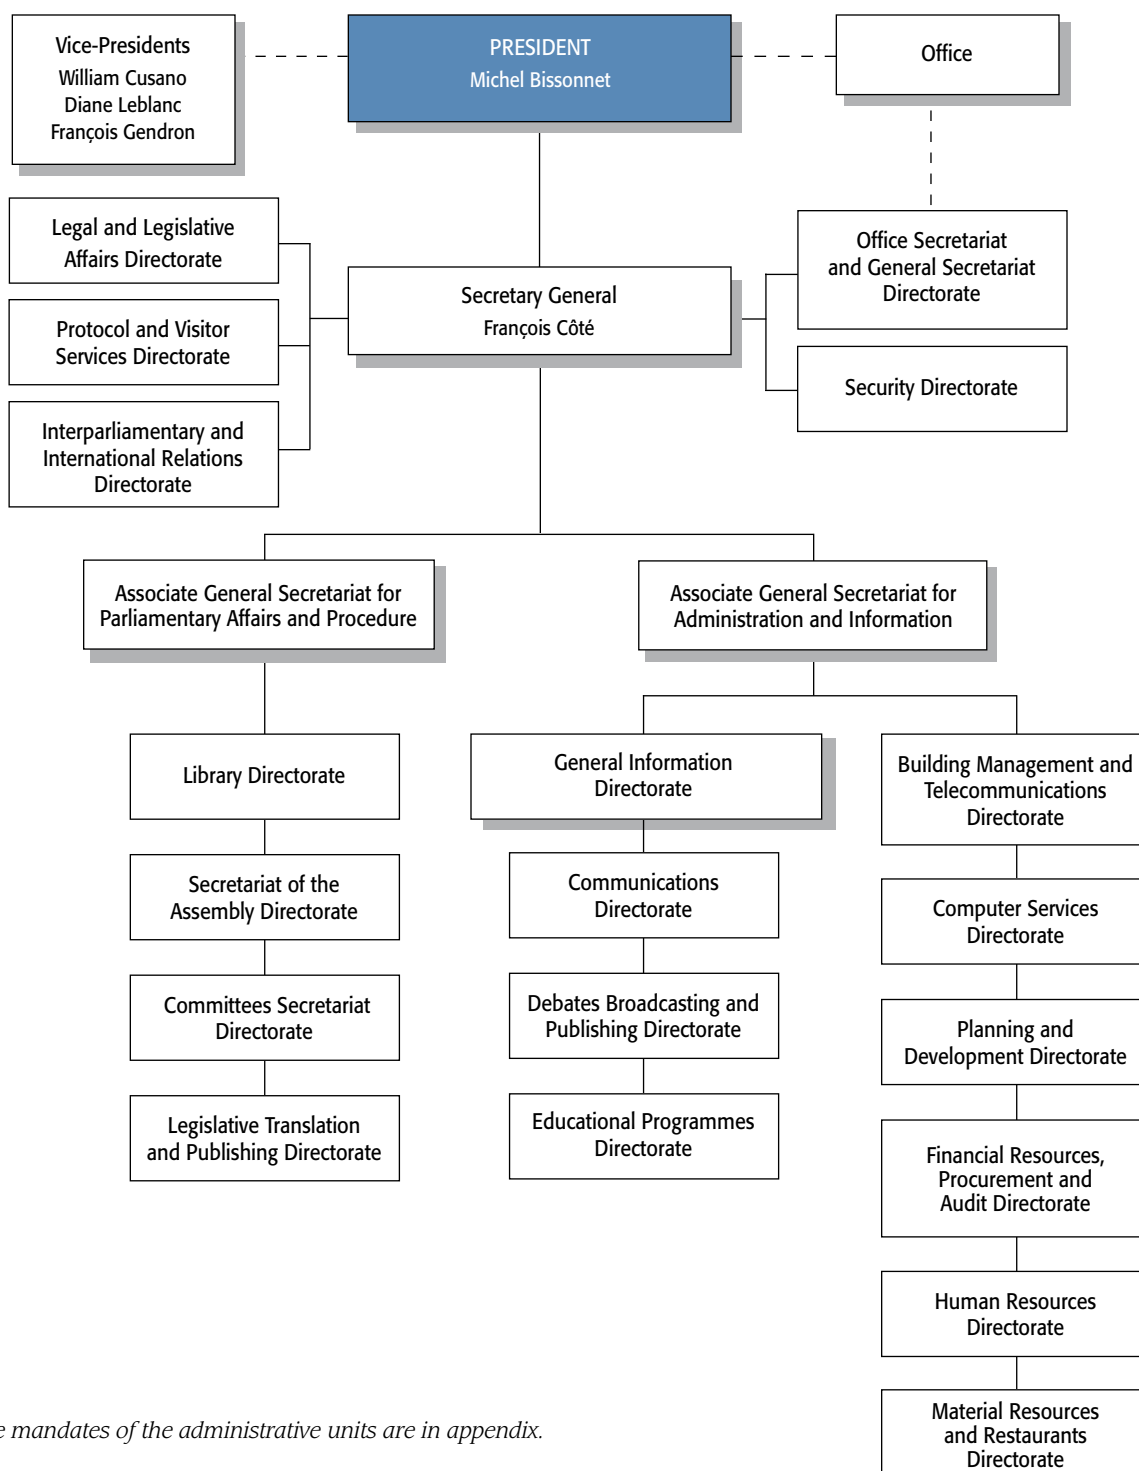 Vice-Presidents
William Cusano
Diane Leblanc
François Gendron
PRESIDENT
Michel Bissonnet
Office
Legal and Legislative
Affairs Directorate
Protocol and Visitor
Services Directorate
Interparliamentary and
International Relations
Directorate
Secretary General
François Côté
Office Secretariat
and General Secretariat
Directorate
Security Directorate
Associate General Secretariat for
Parliamentary Affairs and Procedure
Associate General Secretariat for
Administration and Information
Library Directorate
Secretariat of the
Assembly Directorate
Committees Secretariat
Directorate
Legislative Translation
and Publishing Directorate
General Information
Directorate
Communications
Directorate
Debates Broadcasting and
Publishing Directorate
Educational Programmes
Directorate
Building Management and
Telecommunications
Directorate
Computer Services
Directorate
Planning and
Development Directorate
Financial Resources,
Procurement and
Audit Directorate
Human Resources
Directorate
Material Resources
and Restaurants
Directorate
e mandates of the administrative units are in appendix.